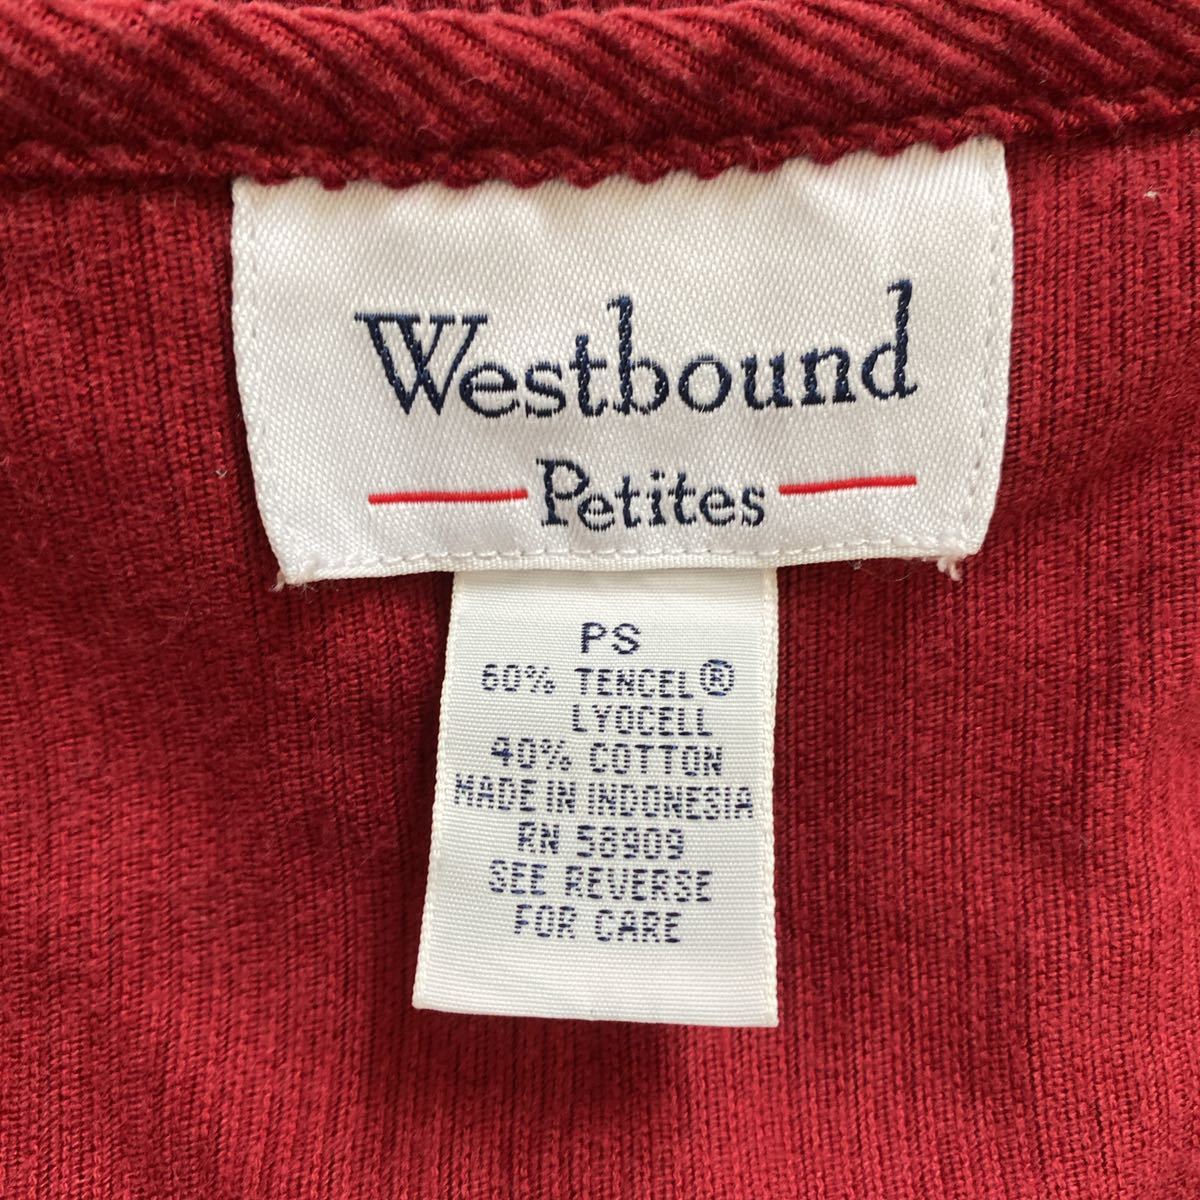 Westbound
Petites
PS
60% TENCEL®
LYOCELL
40% COTTON
MADE IN INDONESIA
RN 58909
SEE REVERSE
FOR CARE